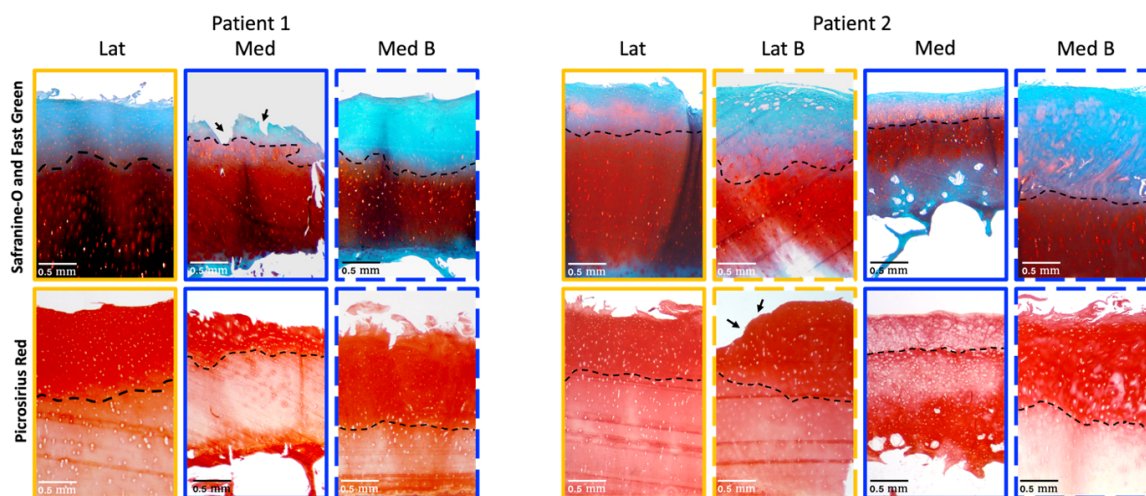 Patient 1
Patient 2
Lat
Med
Med B
Lat
Lat B
Med
Med B
Safranine-O and Fast Green
0.5 mm
0.5 mm
0.5 mm
0.5 mm
0.5 mm
0.5 mm
0.5 mm
Picrosirius Red
0.5 mm
0.5 mm
0.5 mm
0.5 mm
0.5 mm
0.5 mm
0.5 mm